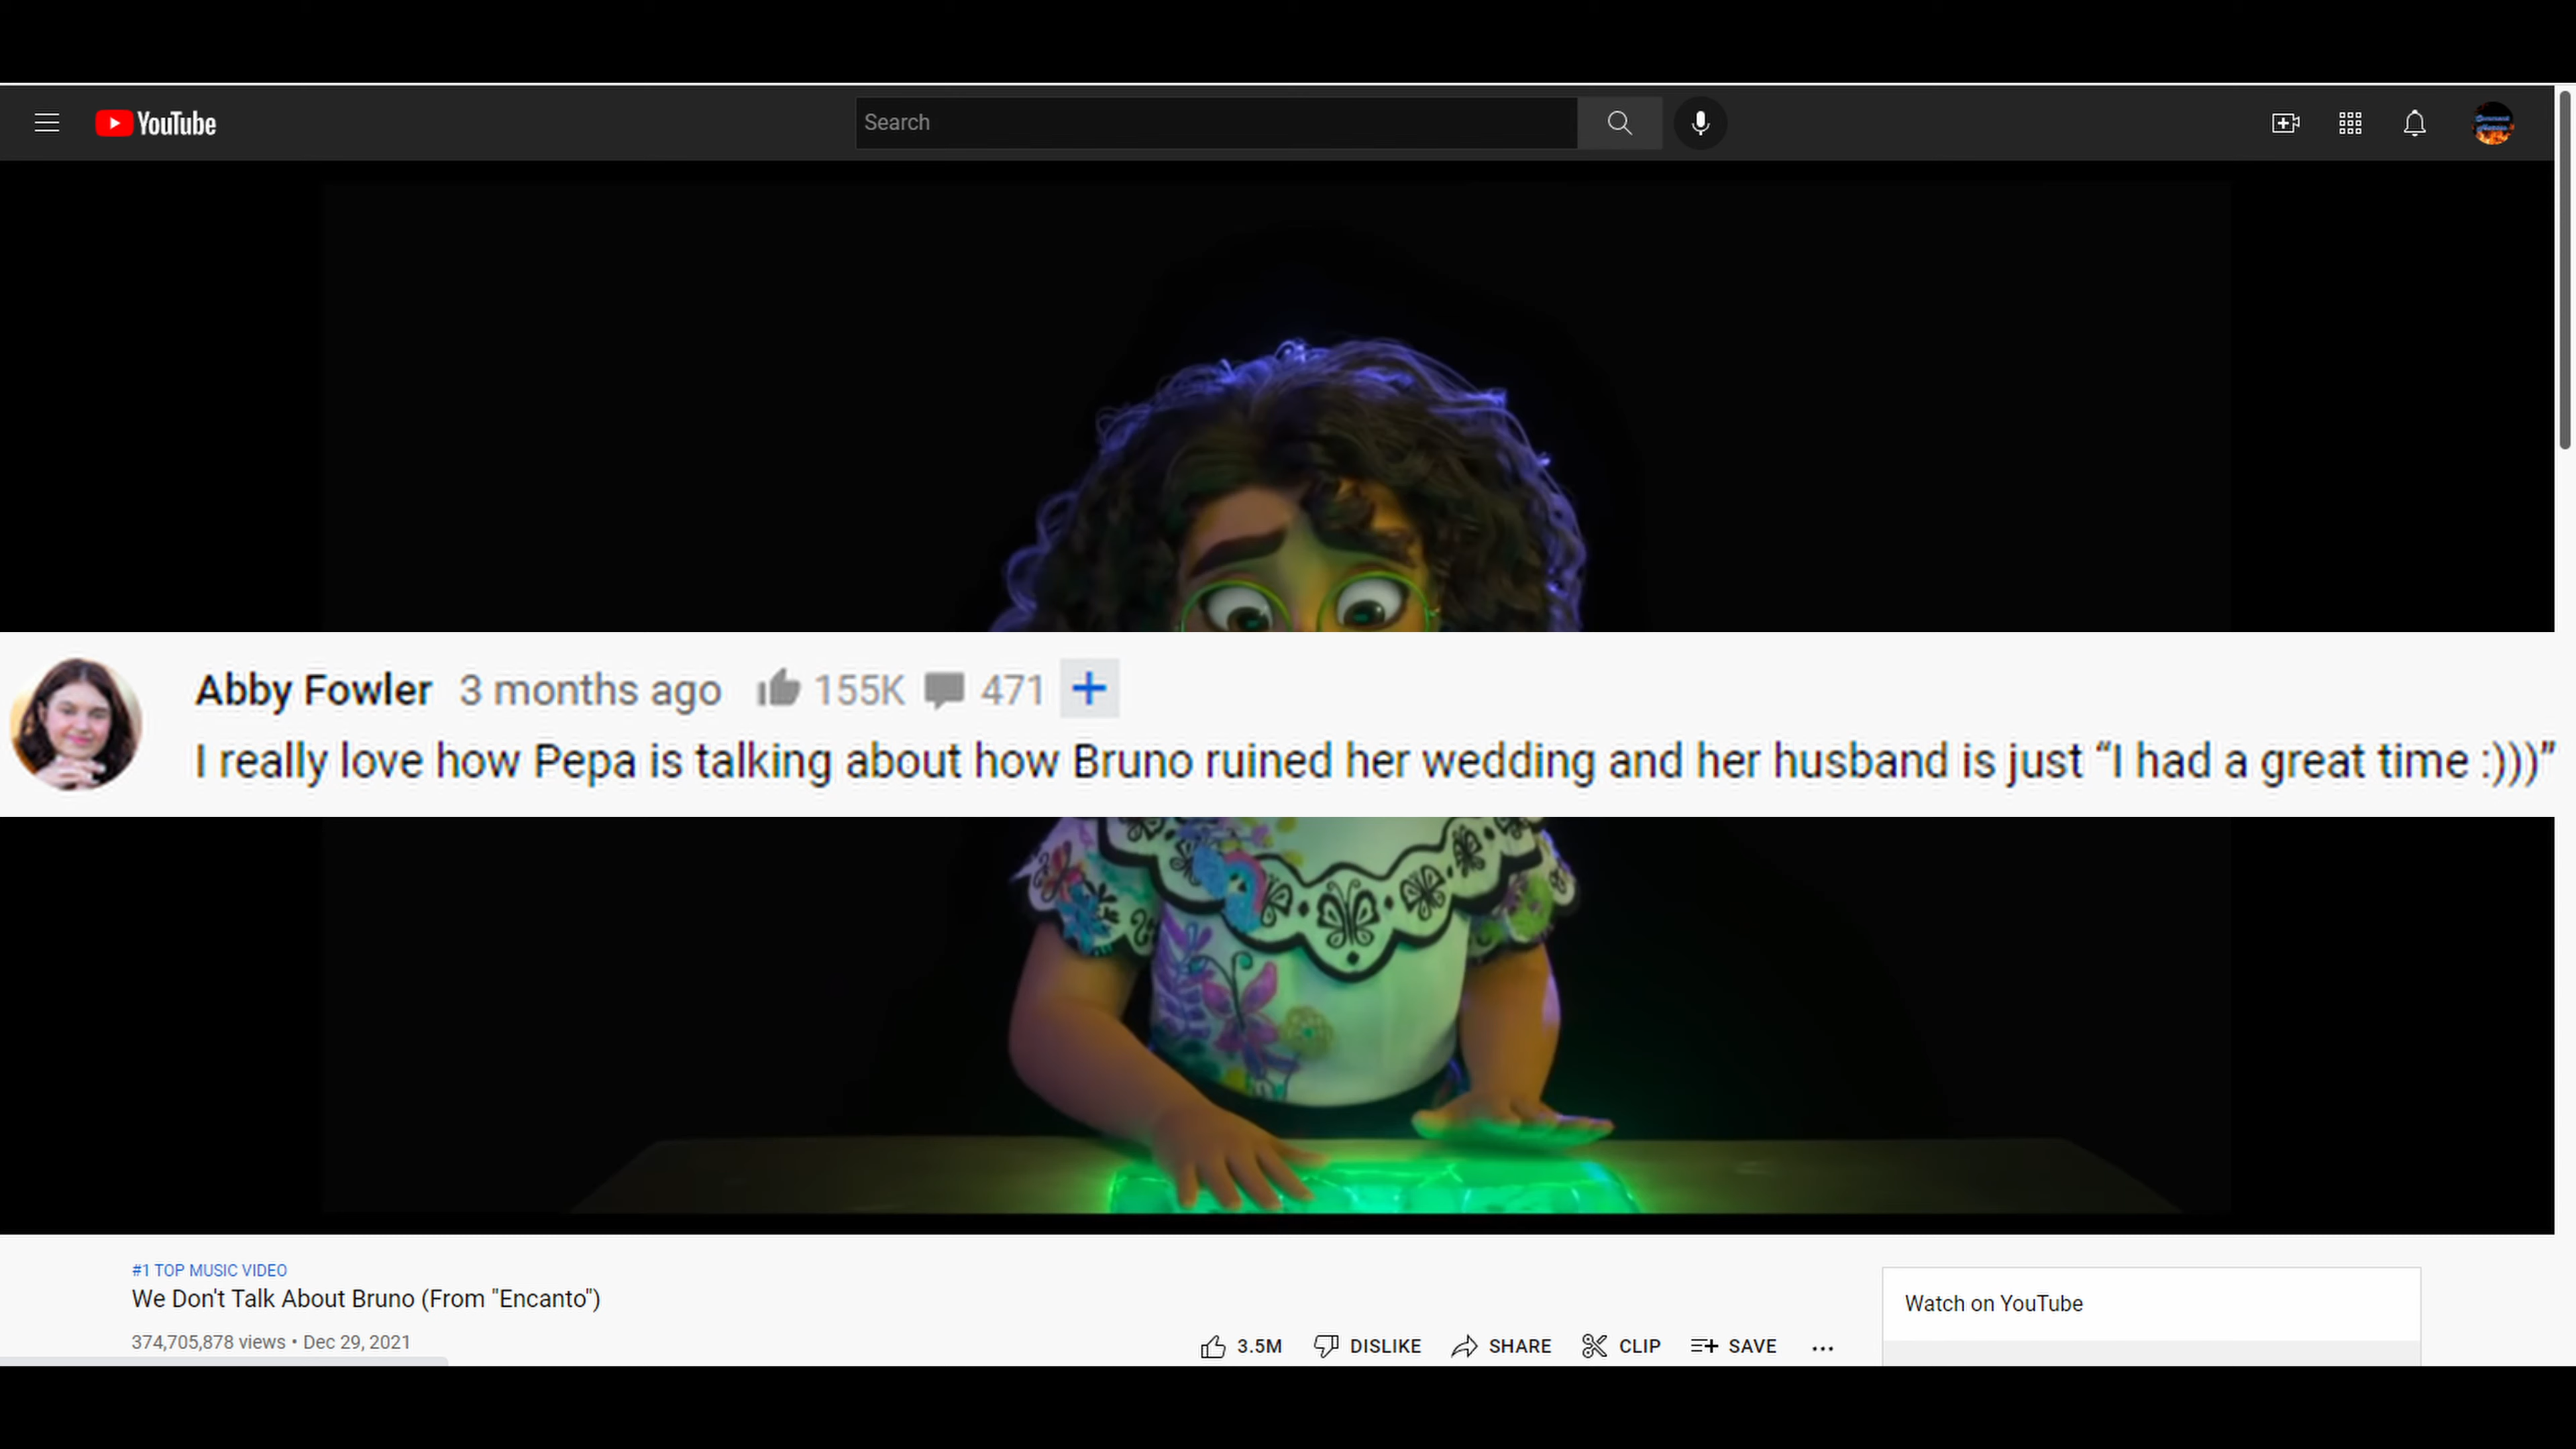 YouTube
Search
Abby Fowler 3 months ago 155K 471 +
I really love how Pepa is talking about how Bruno ruined her wedding and her husband is just “I had a great time :)))”
#1 TOP MUSIC VIDEO
We Don't Talk About Bruno (From "Encanto")
374,705,878 views • Dec 29, 2021
3.5M DISLIKE SHARE CLIP SAVE ...
Watch on YouTube